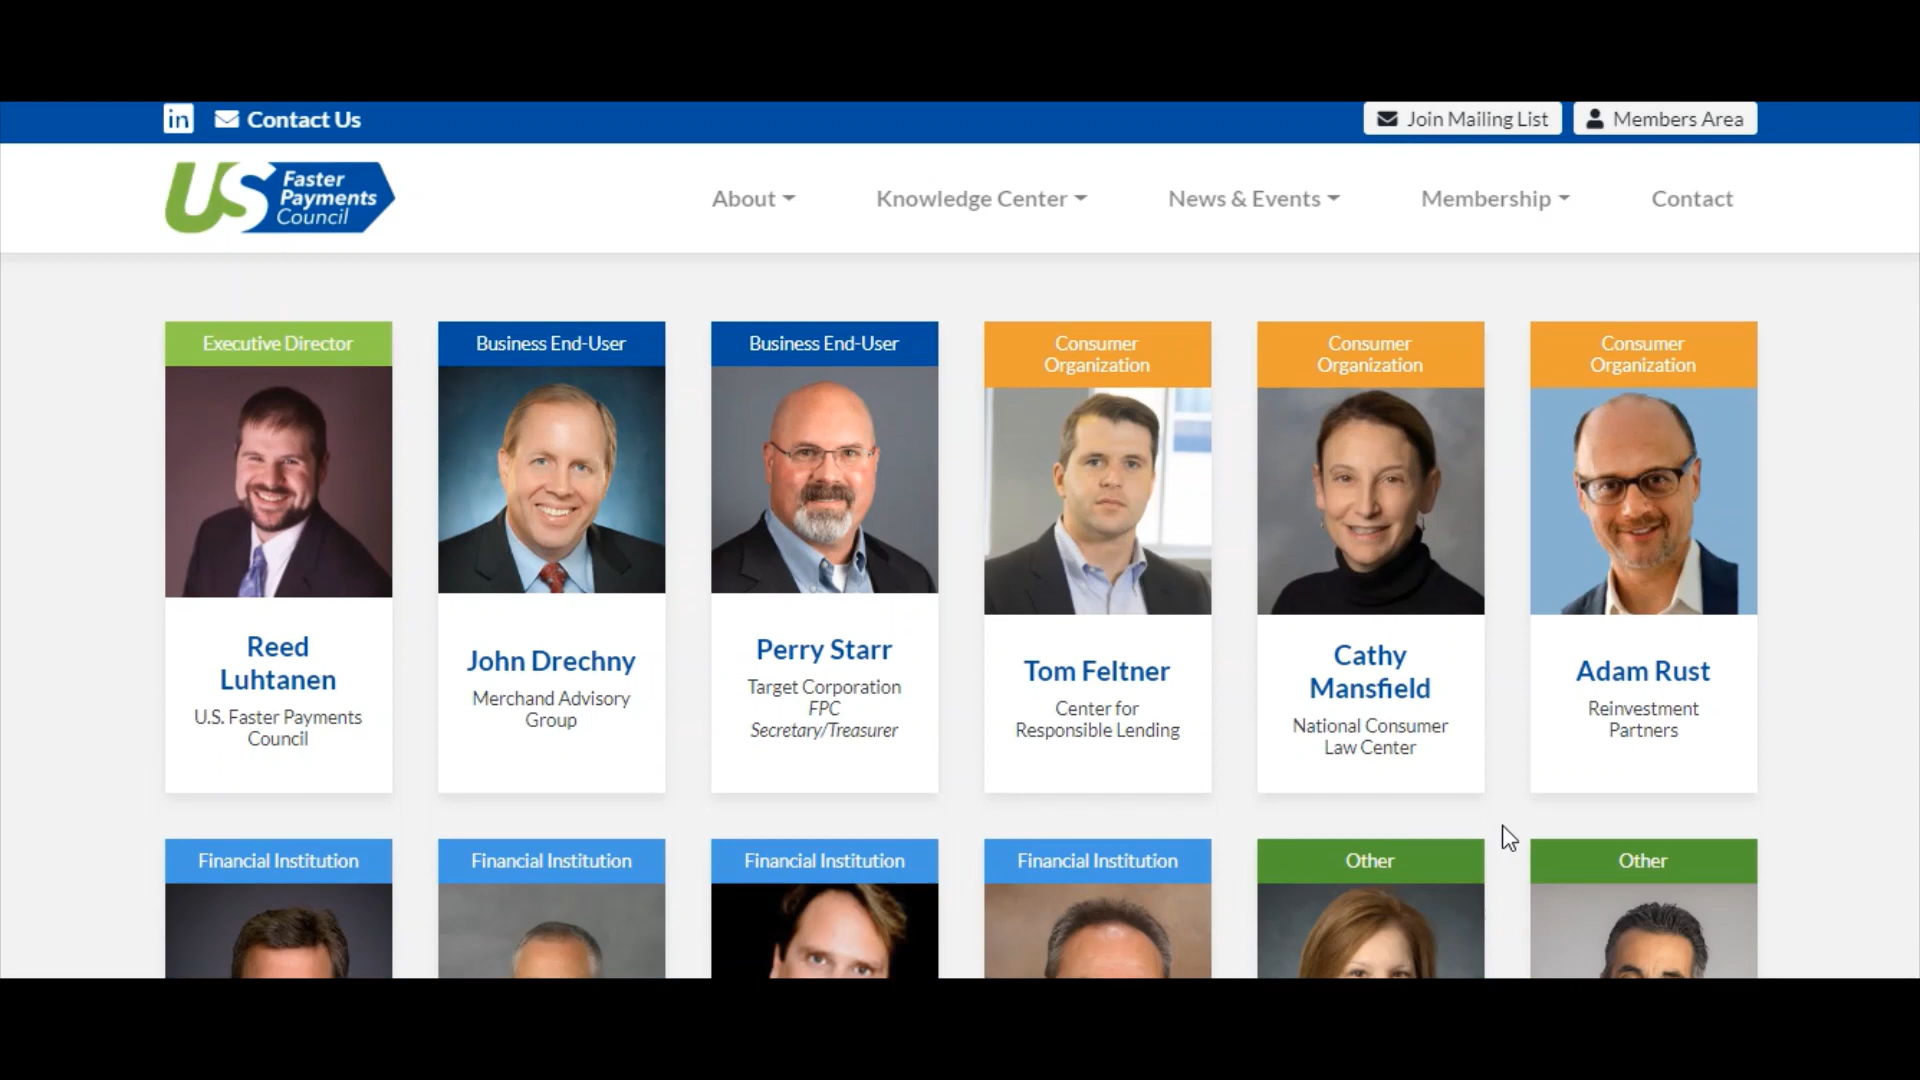 in Contact Us
Join Mailing List
Members Area
US Faster
Payments
Council
About
Knowledge Center
News & Events
Membership
Contact
Executive Director
Reed
Luhtanen
U.S. Faster Payments
Council
Business End-User
John Drechny
Merchand Advisory
Group
Business End-User
Perry Starr
Target Corporation
FPC
Secretary/Treasurer
Consumer
Organization
Tom Feltner
Center for
Responsible Lending
Consumer
Organization
Cathy
Mansfield
National Consumer
Law Center
Consumer
Organization
Adam Rust
Reinvestment
Partners
Financial Institution
Financial Institution
Financial Institution
Financial Institution
Other
Other